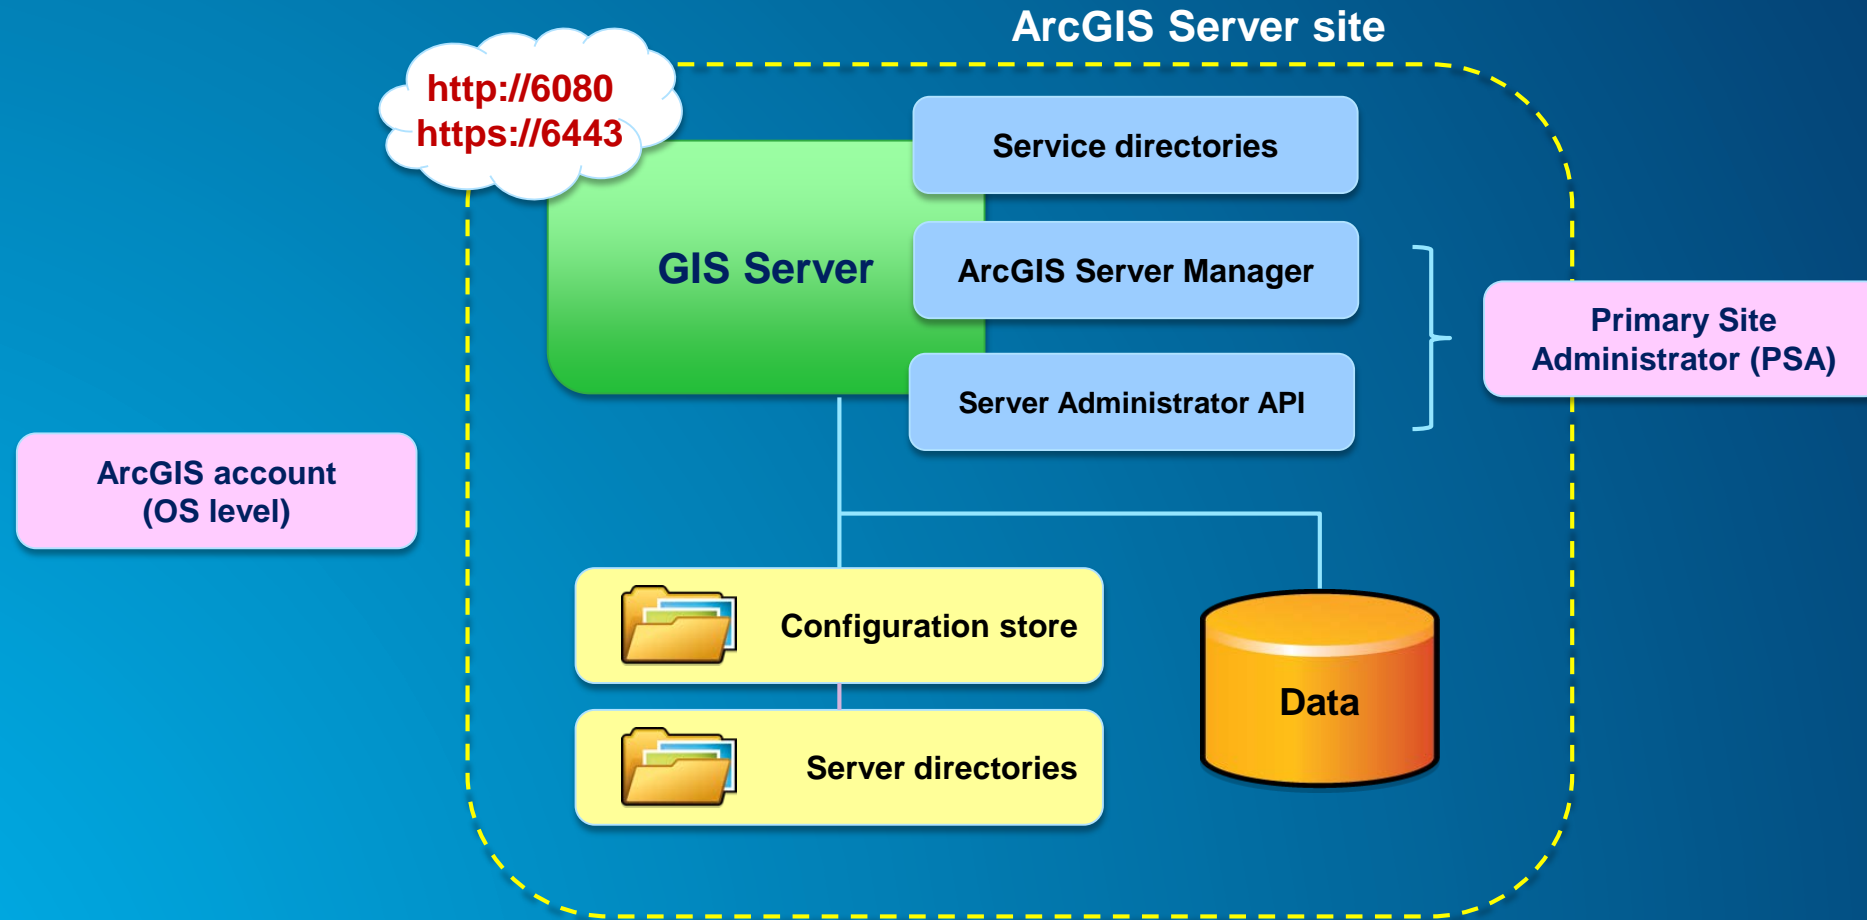 ArcGIS Server site
http://6080
https://6443
Service directories
GIS Server
ArcGIS Server Manager
Primary Site
Administrator (PSA)
Server Administrator API
ArcGIS account
(OS level)
Configuration store
Data
Server directories